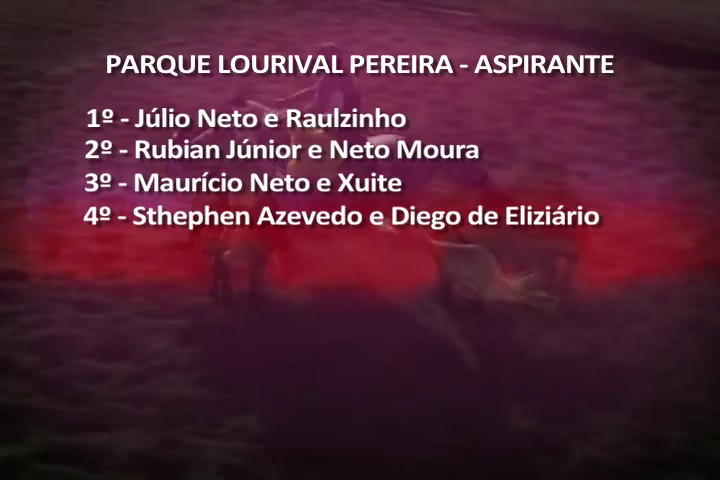 PARQUE LOURIVAL PEREIRA - ASPIRANTE
1º - Júlio Neto e Raulzinho
2º - Rubian Júnior e Neto Moura
3º - Maurício Neto e Xuite
4º - Sthephen Azevedo e Diego de Eliziário